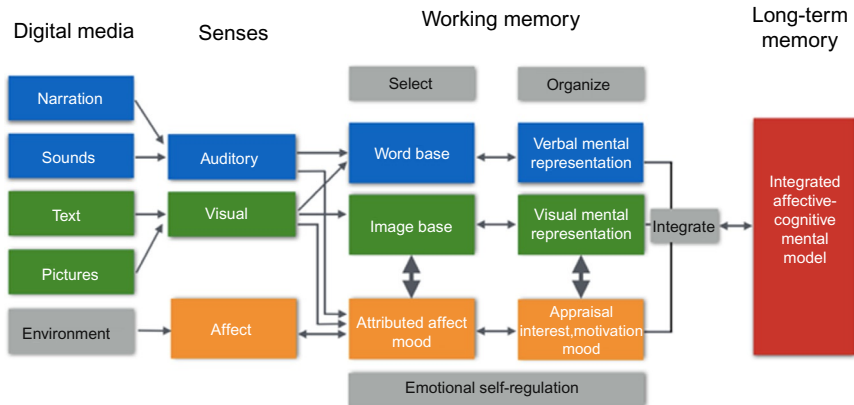 Digital media
Senses
Working memory
Long-term
memory
Select
Organize
Narration
Sounds
Text
Pictures
Environment
Auditory
Visual
Affect
Word base
Image base
Attributed affect
mood
Verbal mental
representation
Visual mental
representation
Appraisal
interest,motivation
mood
Integrate
Integrated
affective-
cognitive
mental
model
Emotional self-regulation